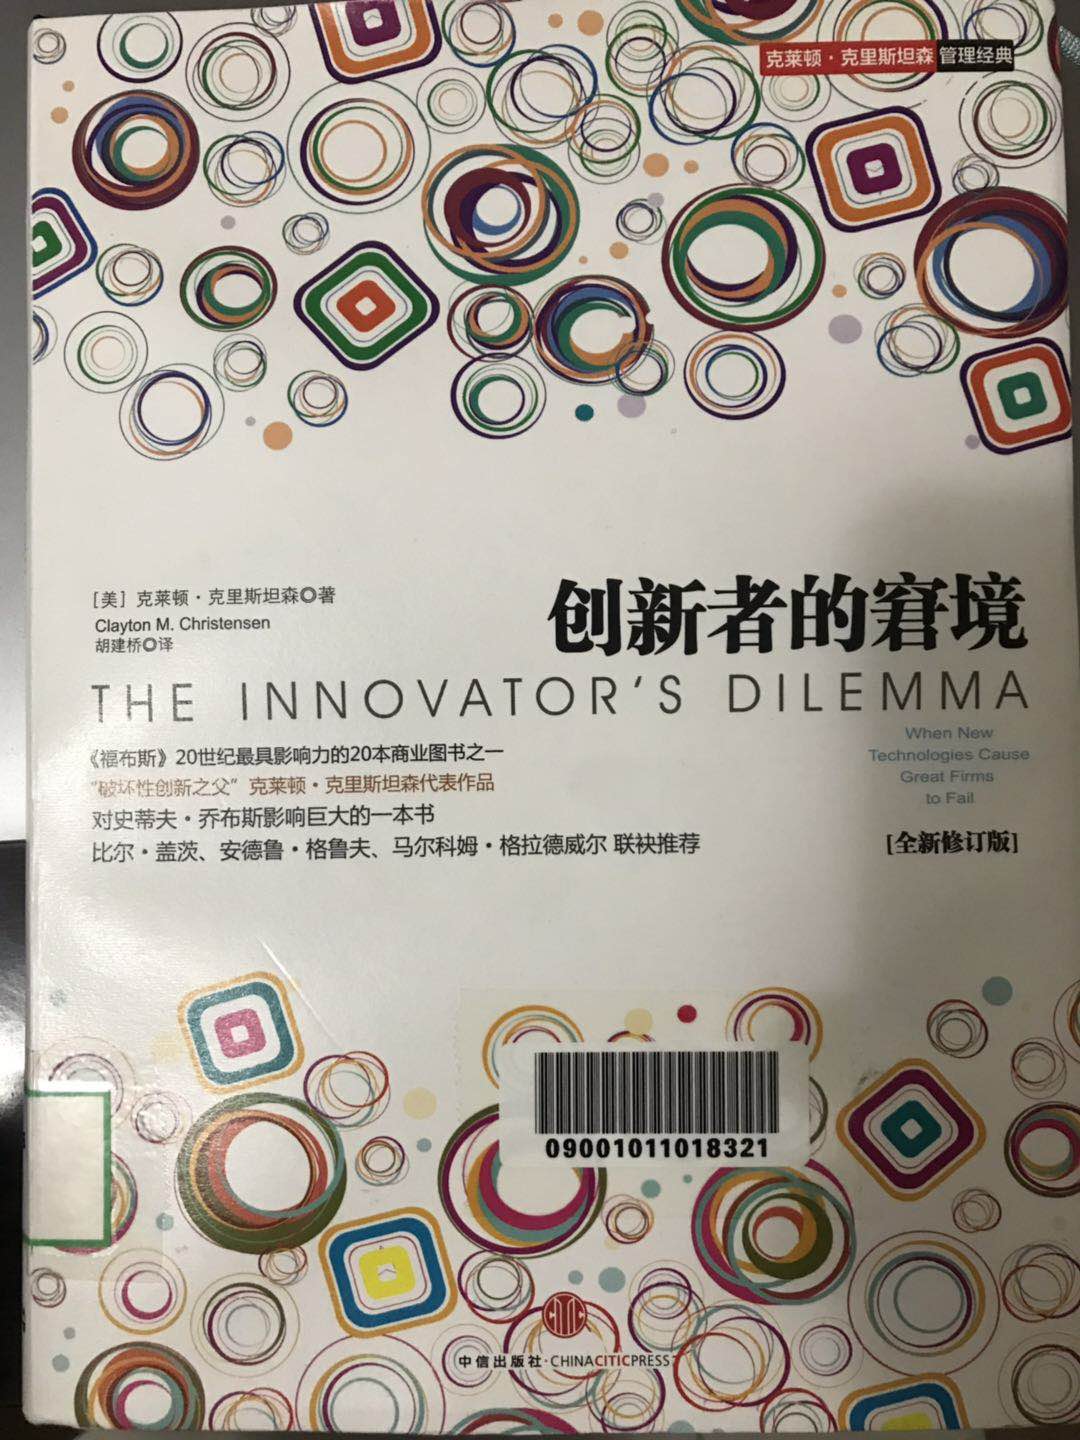 克莱顿·克里斯坦森 管理经典
[美] 克莱顿·克里斯坦森◎著
Clayton M. Christensen
胡建桥◎译
创新者的窘境
THE INNOVATOR'S DILEMMA
When New
Technologies Cause
Great Firms
to Fail
[全新修订版]
《福布斯》20世纪最具影响力的20本商业图书之一
“破坏性创新之父”克莱顿·克里斯坦森代表作品
对史蒂夫·乔布斯影响巨大的一本书
比尔·盖茨、安德鲁·格鲁夫、马尔科姆·格拉德威尔 联袂推荐
09001011018321
中信出版社·CHINACITICPRESS